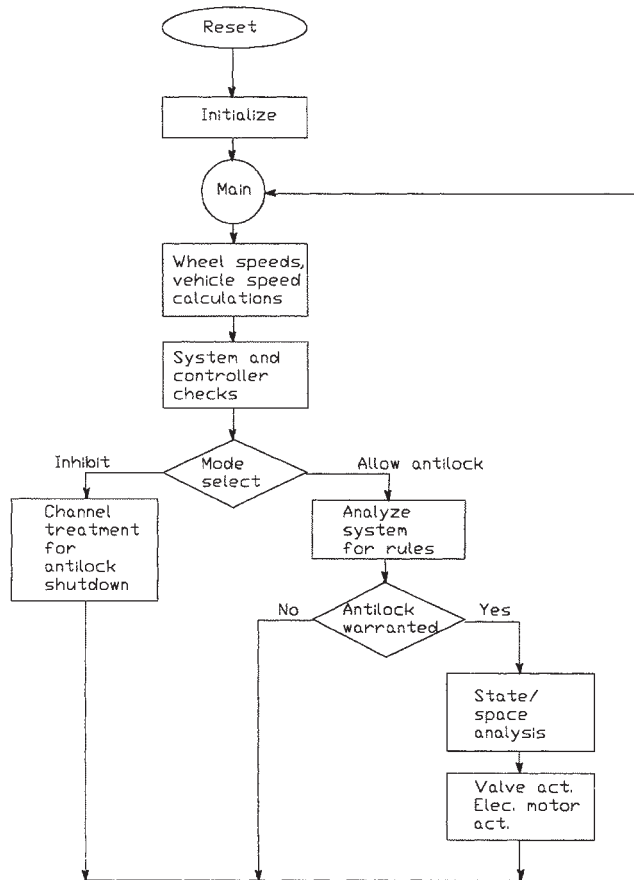 Reset
Initialize
Main
Wheel speeds,
vehicle speed
calculations
System and
controller
checks
Mode
select
Inhibit
Allow antilock
Channel
treatment
for
antilock
shutdown
Analyze
system
for rules
Antilock
warranted
No
Yes
State/
space
analysis
Valve act.
Elec. motor
act.